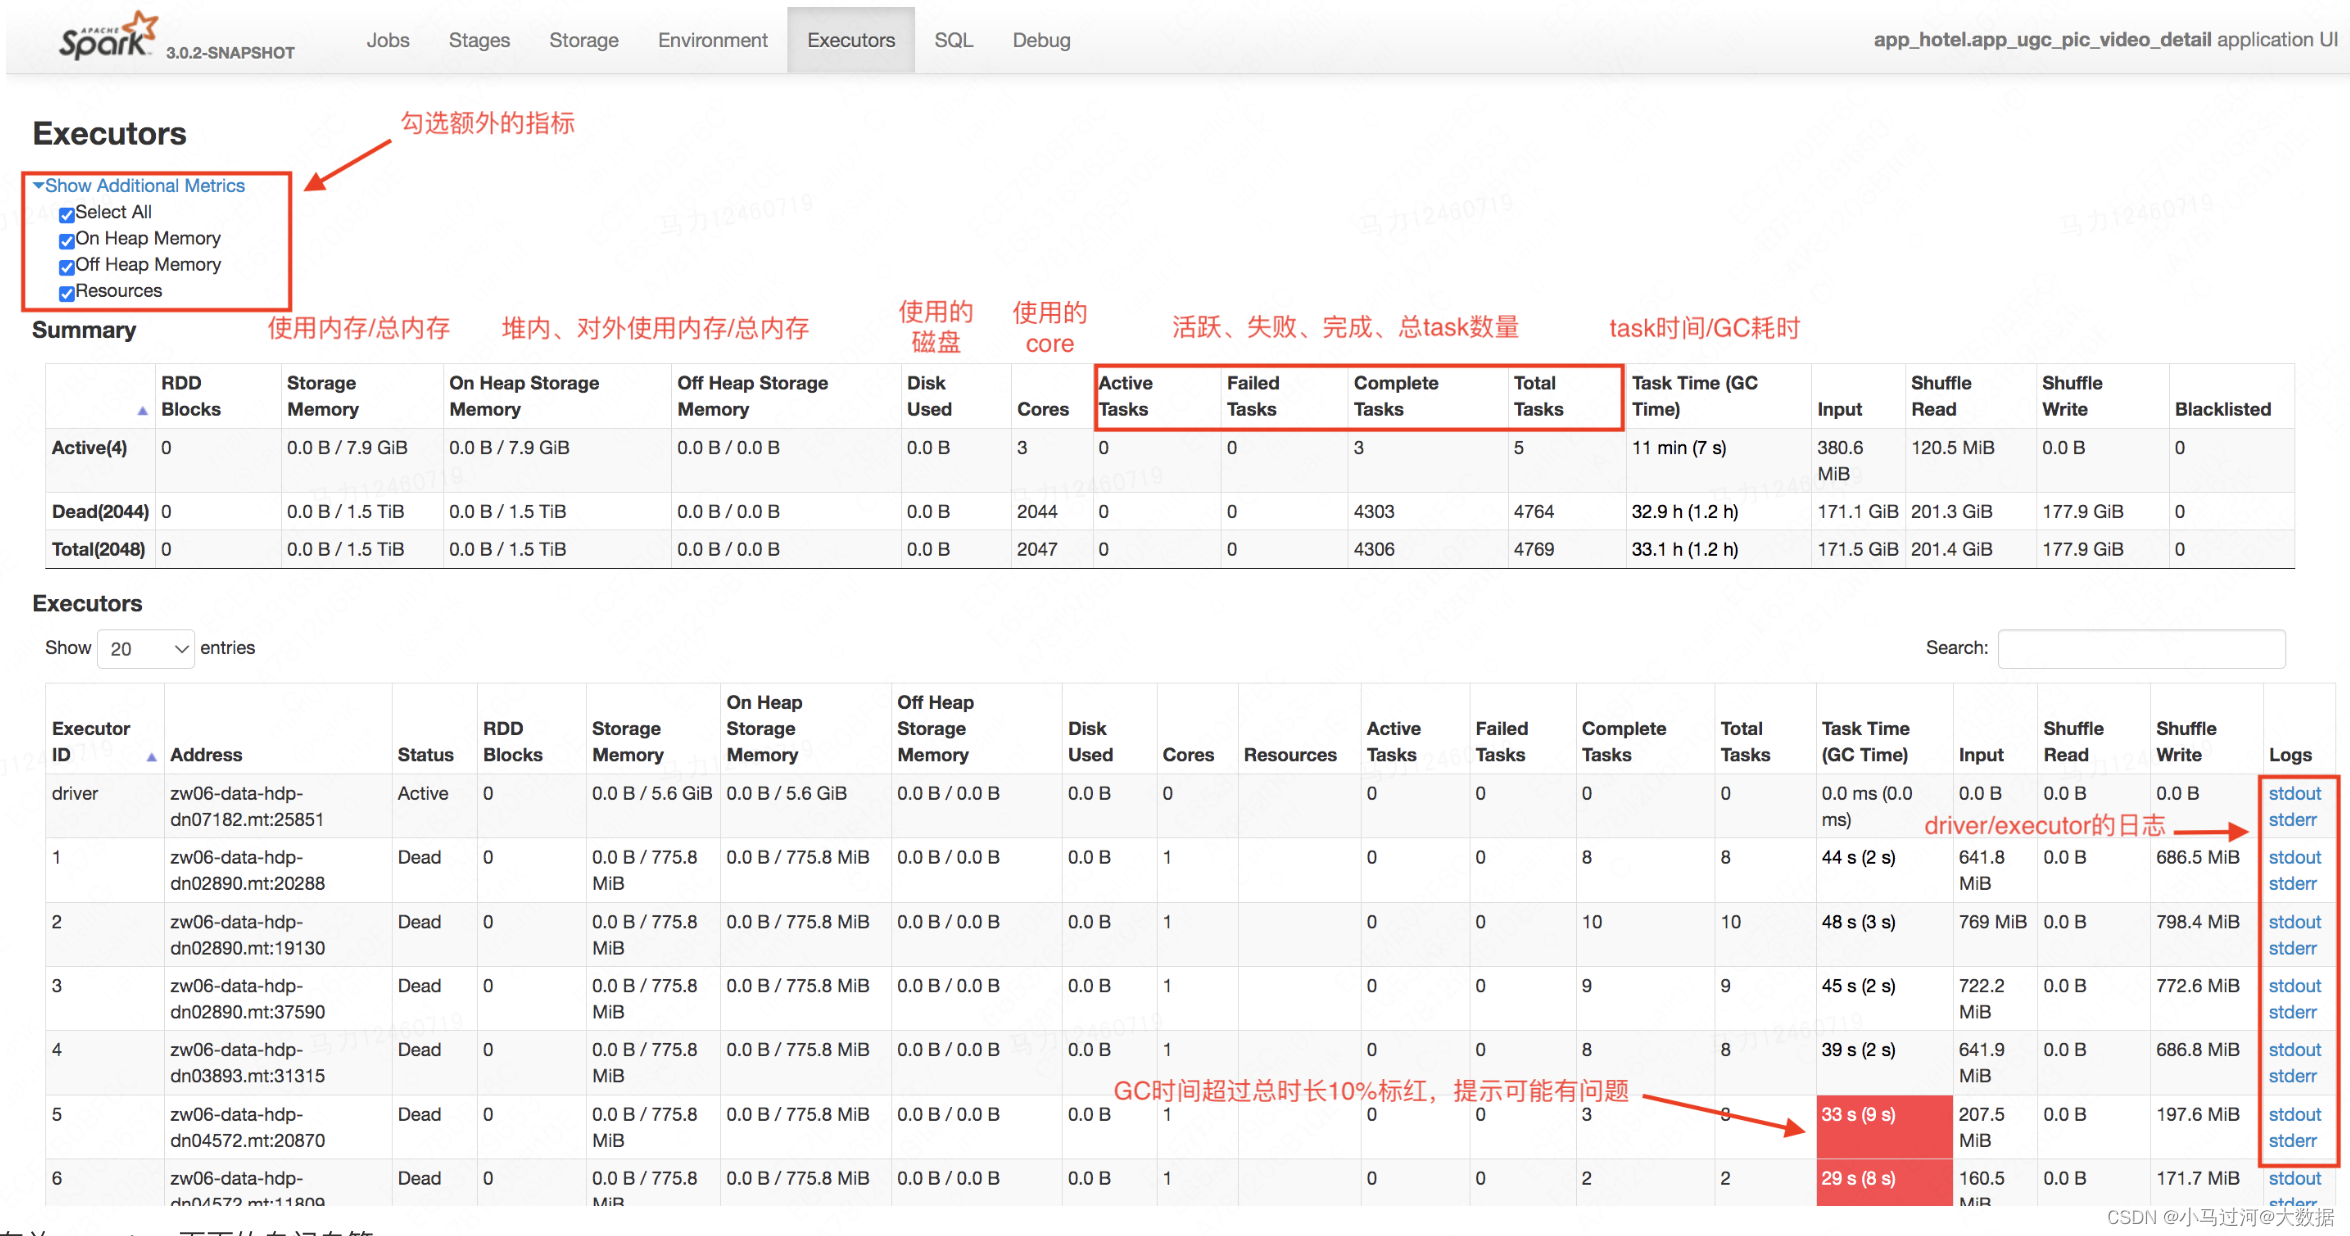 APACHE Spark 3.0.2-SNAPSHOT Jobs Stages Storage Environment Executors SQL Debug app_hotel.app_ugc_pic_video_detail application UI
勾选额外的指标
Executors
Show Additional Metrics
Select All
On Heap Memory
Off Heap Memory
Resources
使用内存/总内存 堆内、对外使用内存/总内存 使用的磁盘 使用的core 活跃、失败、完成、总task数量 task时间/GC耗时
Summary
RDD Blocks Storage Memory On Heap Storage Memory Off Heap Storage Memory Disk Used Cores Active Tasks Failed Tasks Complete Tasks Total Tasks Task Time (GC Time) Input Shuffle Read Shuffle Write Blacklisted
Active(4) 0 0.0 B / 7.9 GiB 0.0 B / 7.9 GiB 0.0 B / 0.0 B 0.0 B 3 0 0 3 5 11 min (7 s) 380.6 MiB 120.5 MiB 0.0 B 0
Dead(2044) 0 0.0 B / 1.5 TiB 0.0 B / 1.5 TiB 0.0 B / 0.0 B 0.0 B 2044 0 0 4303 4764 32.9 h (1.2 h) 171.1 GiB 201.3 GiB 177.9 GiB 0
Total(2048) 0 0.0 B / 1.5 TiB 0.0 B / 1.5 TiB 0.0 B / 0.0 B 0.0 B 2047 0 0 4306 4769 33.1 h (1.2 h) 171.5 GiB 201.4 GiB 177.9 GiB 0
Executors
Show 20 entries Search:
Executor ID Address Status RDD Blocks Storage Memory On Heap Storage Memory Off Heap Storage Memory Disk Used Cores Resources Active Tasks Failed Tasks Complete Tasks Total Tasks Task Time (GC Time) Input Shuffle Read Shuffle Write Logs
driver zw06-data-hdp-dn07182.mt:25851 Active 0 0.0 B / 5.6 GiB 0.0 B / 5.6 GiB 0.0 B / 0.0 B 0.0 B 0 0 0 0 0 0.0 ms (0.0 ms) 0.0 B 0.0 B 0.0 B stdout stderr
driver/executor的日志
1 zw06-data-hdp-dn02890.mt:20288 Dead 0 0.0 B / 775.8 MiB 0.0 B / 775.8 MiB 0.0 B / 0.0 B 0.0 B 1 0 0 8 8 44 s (2 s) 641.8 MiB 0.0 B 686.5 MiB stdout stderr
2 zw06-data-hdp-dn02890.mt:19130 Dead 0 0.0 B / 775.8 MiB 0.0 B / 775.8 MiB 0.0 B / 0.0 B 0.0 B 1 0 0 10 10 48 s (3 s) 769 MiB 0.0 B 798.4 MiB stdout stderr
3 zw06-data-hdp-dn02890.mt:37590 Dead 0 0.0 B / 775.8 MiB 0.0 B / 775.8 MiB 0.0 B / 0.0 B 0.0 B 1 0 0 9 9 45 s (2 s) 722.2 MiB 0.0 B 772.6 MiB stdout stderr
4 zw06-data-hdp-dn03893.mt:31315 Dead 0 0.0 B / 775.8 MiB 0.0 B / 775.8 MiB 0.0 B / 0.0 B 0.0 B 1 0 0 8 8 39 s (2 s) 641.9 MiB 0.0 B 686.8 MiB stdout stderr
GC时间超过总时长10%标红，提示可能有问题
5 zw06-data-hdp-dn04572.mt:20870 Dead 0 0.0 B / 775.8 MiB 0.0 B / 775.8 MiB 0.0 B / 0.0 B 0.0 B 1 0 0 3 3 33 s (9 s) 207.5 MiB 0.0 B 197.6 MiB stdout stderr
6 zw06-data-hdp-dn04572.mt:11809 Dead 0 0.0 B / 775.8 MiB 0.0 B / 775.8 MiB 0.0 B / 0.0 B 0.0 B 1 0 0 2 2 29 s (8 s) 160.5 MiB 0.0 B 171.7 MiB stdout stderr
CSDN @小马过河@大数据
马力12460719